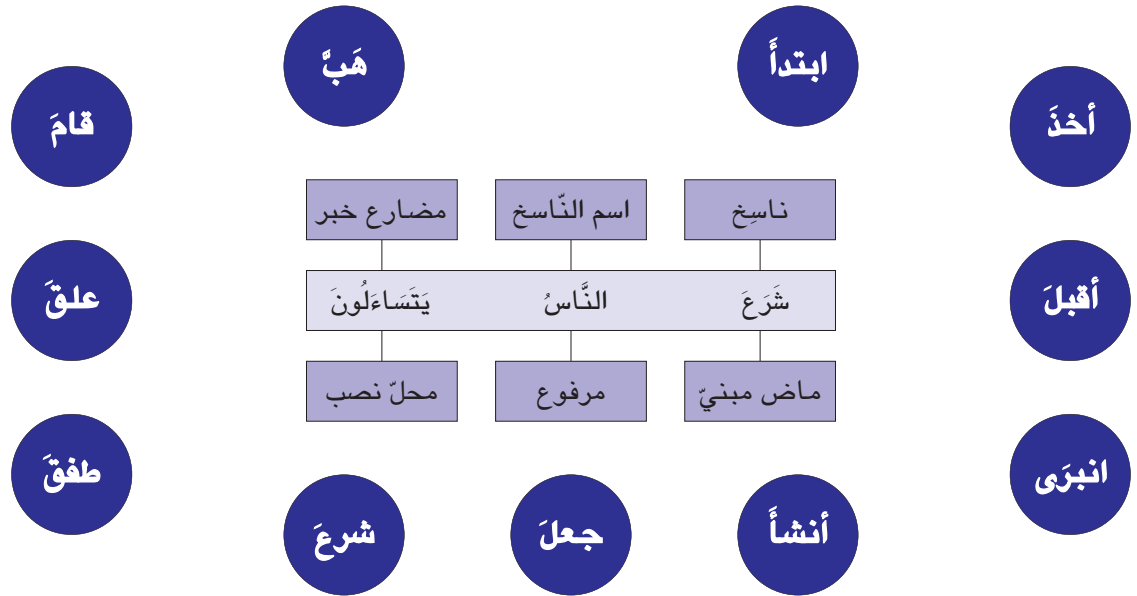 ابتدأَ
هَبَّ
أخذَ
قامَ
ناسِخ
اسم النّاسخ
مضارع خبر
أقبلَ
شَرَعَ
النَّاسُ
يَتَسَاءَلُونَ
علقَ
ماض مبنيّ
مرفوع
محلّ نصب
انبرَى
طفقَ
أنشأَ
جعلَ
شرعَ